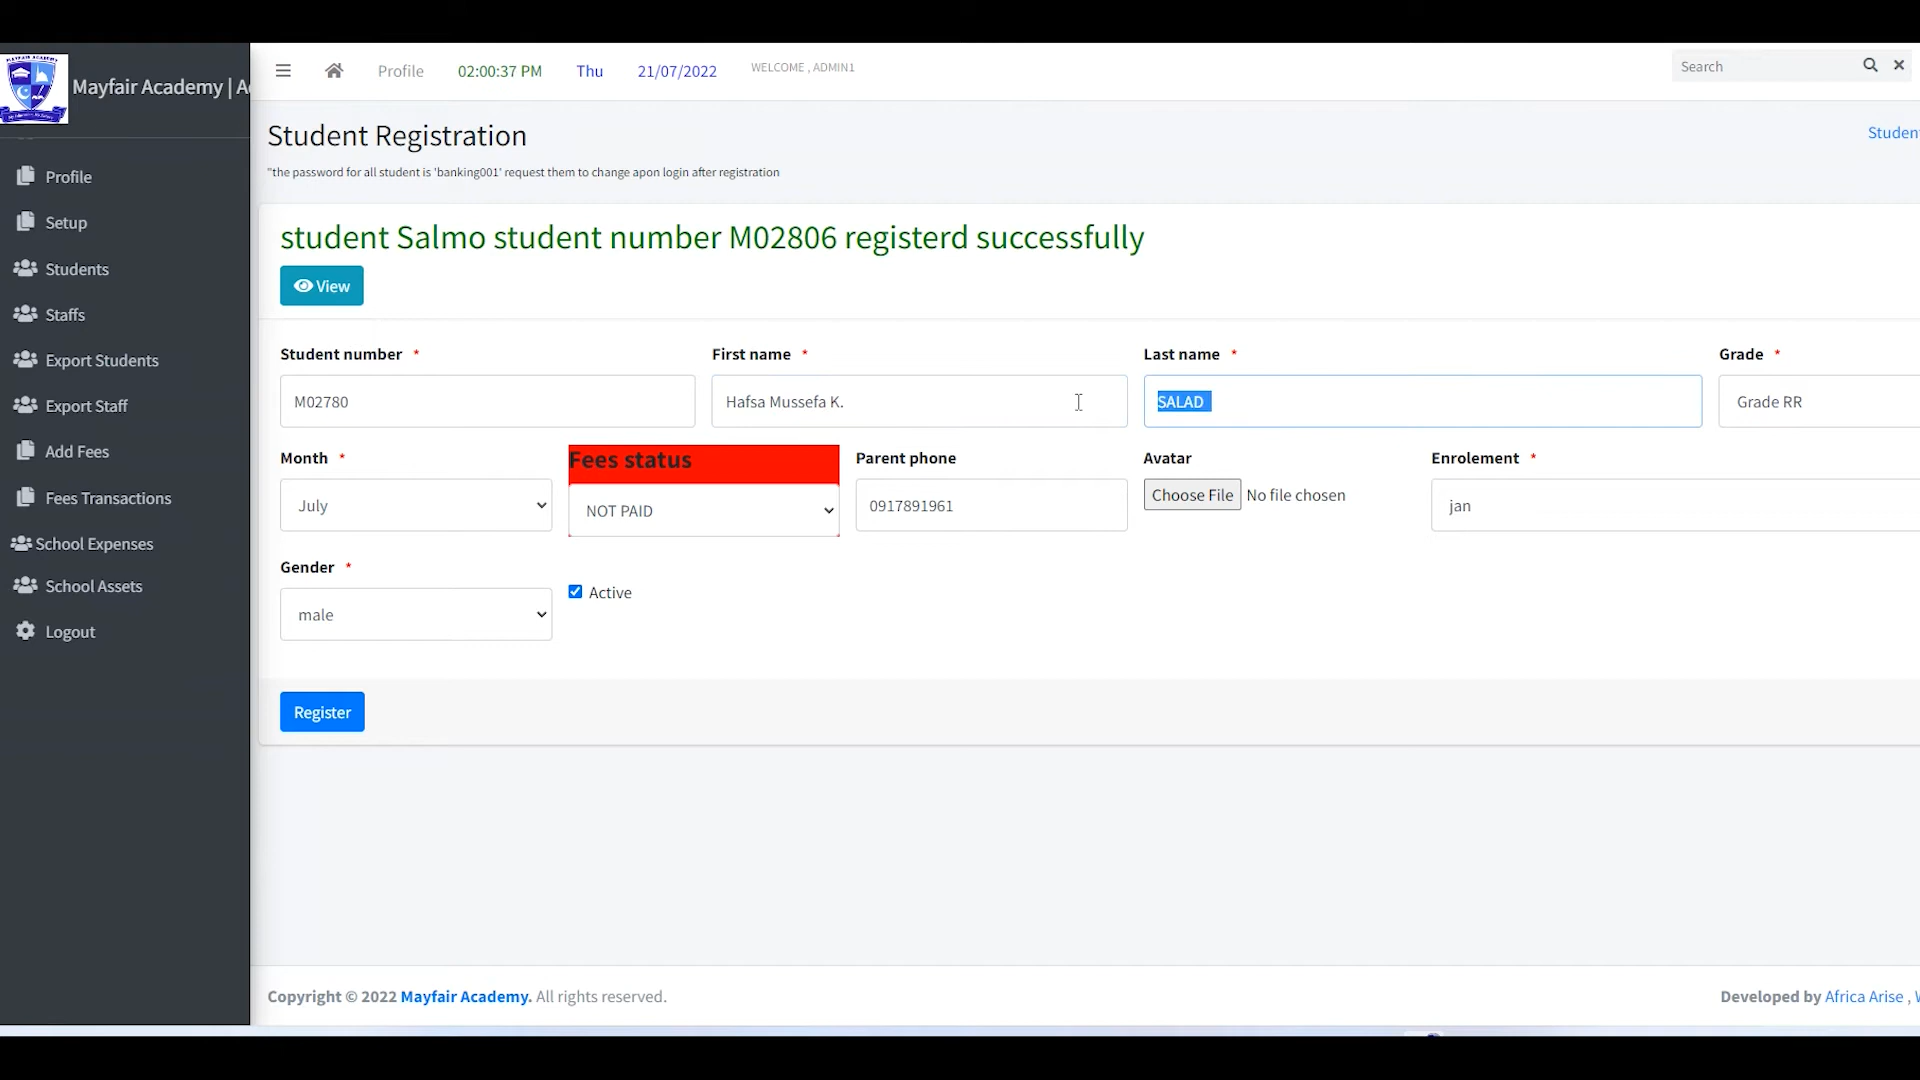 MAYFAIR ACADEMY
Mayfair Academy | A
Profile
02:00:37 PM
Thu
21/07/2022
WELCOME , ADMIN1
Search
Student Registration
Studen
"the password for all student is 'banking001' request them to change apon login after registration
Profile
Setup
Students
Staffs
Export Students
Export Staff
Add Fees
Fees Transactions
School Expenses
School Assets
Logout
student Salmo student number M02806 registerd successfully
View
Student number *
First name *
Last name *
Grade *
M02780
Hafsa Mussefa K.
SALAD
Grade RR
Month *
Fees status
Parent phone
Avatar
Enrolement *
July
NOT PAID
0917891961
Choose File No file chosen
jan
Gender *
male
Active
Register
Copyright © 2022 Mayfair Academy. All rights reserved.
Developed by Africa Arise ,